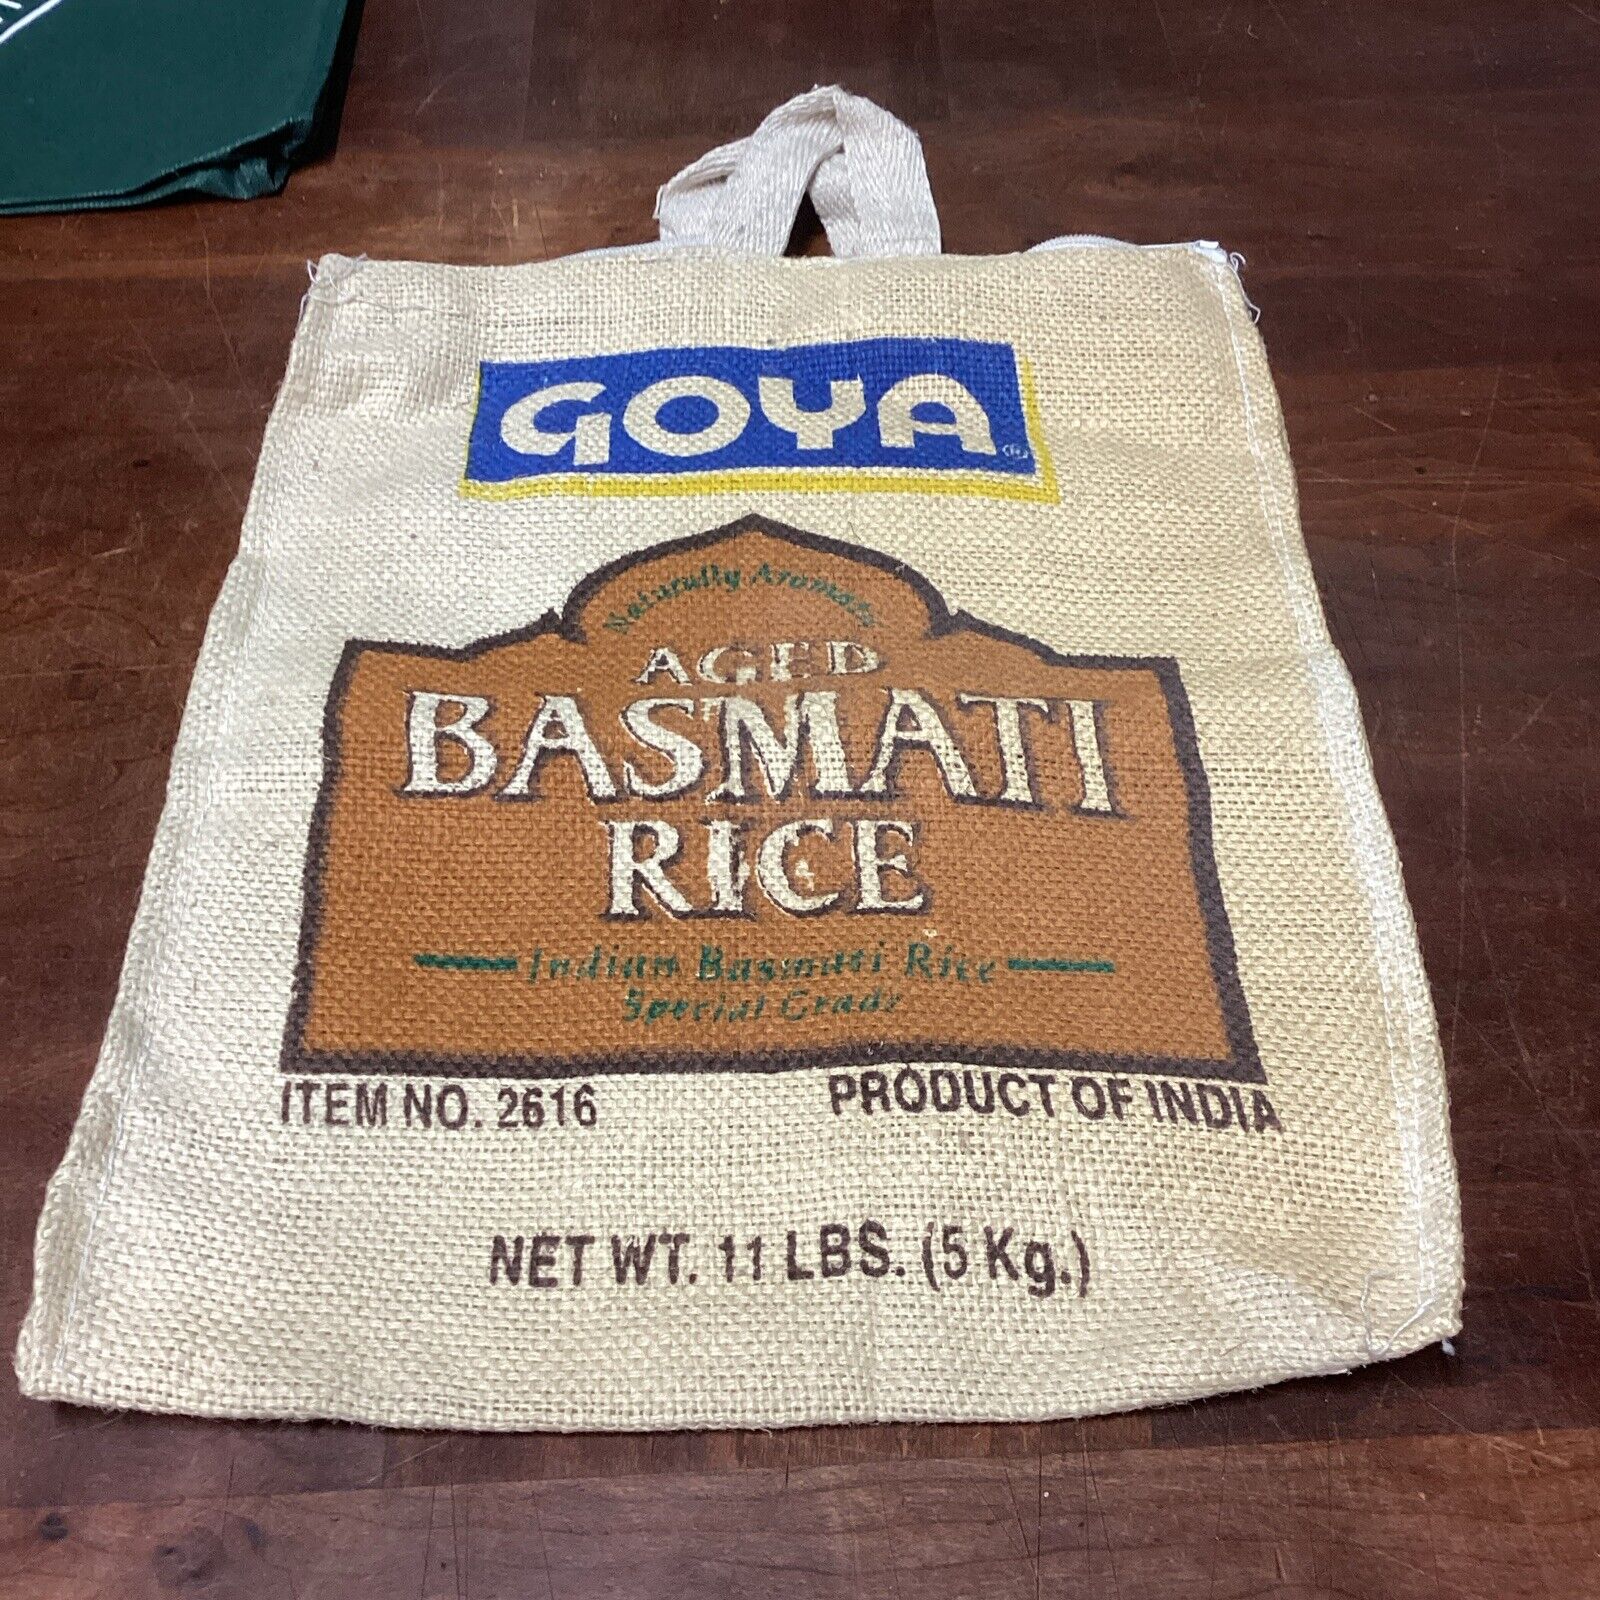 GOYA®
Naturally Aromatic
AGED
BASMATI
RICE
Indian Basmati Rice
Special Grade
ITEM NO. 2616
PRODUCT OF INDIA
NET WT. 11 LBS. (5 Kg.)